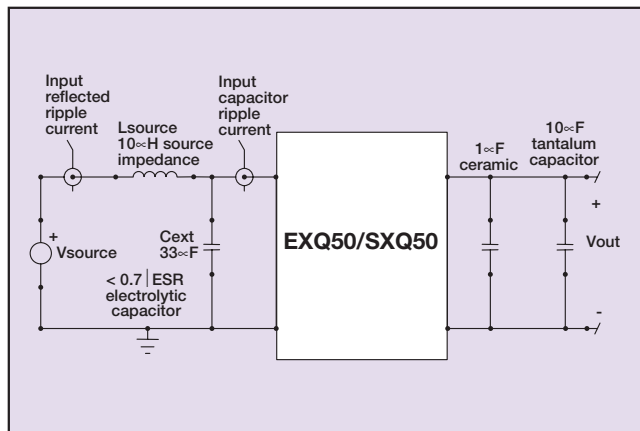 Input
reflected
ripple
current
Lsource
10∝H source
impedance
Input
capacitor
ripple
current
1∝F
ceramic
10∝F
tantalum
capacitor
+
Vsource
Cext
33∝F
< 0.7 | ESR
electrolytic
capacitor
EXQ50/SXQ50
+
Vout
-